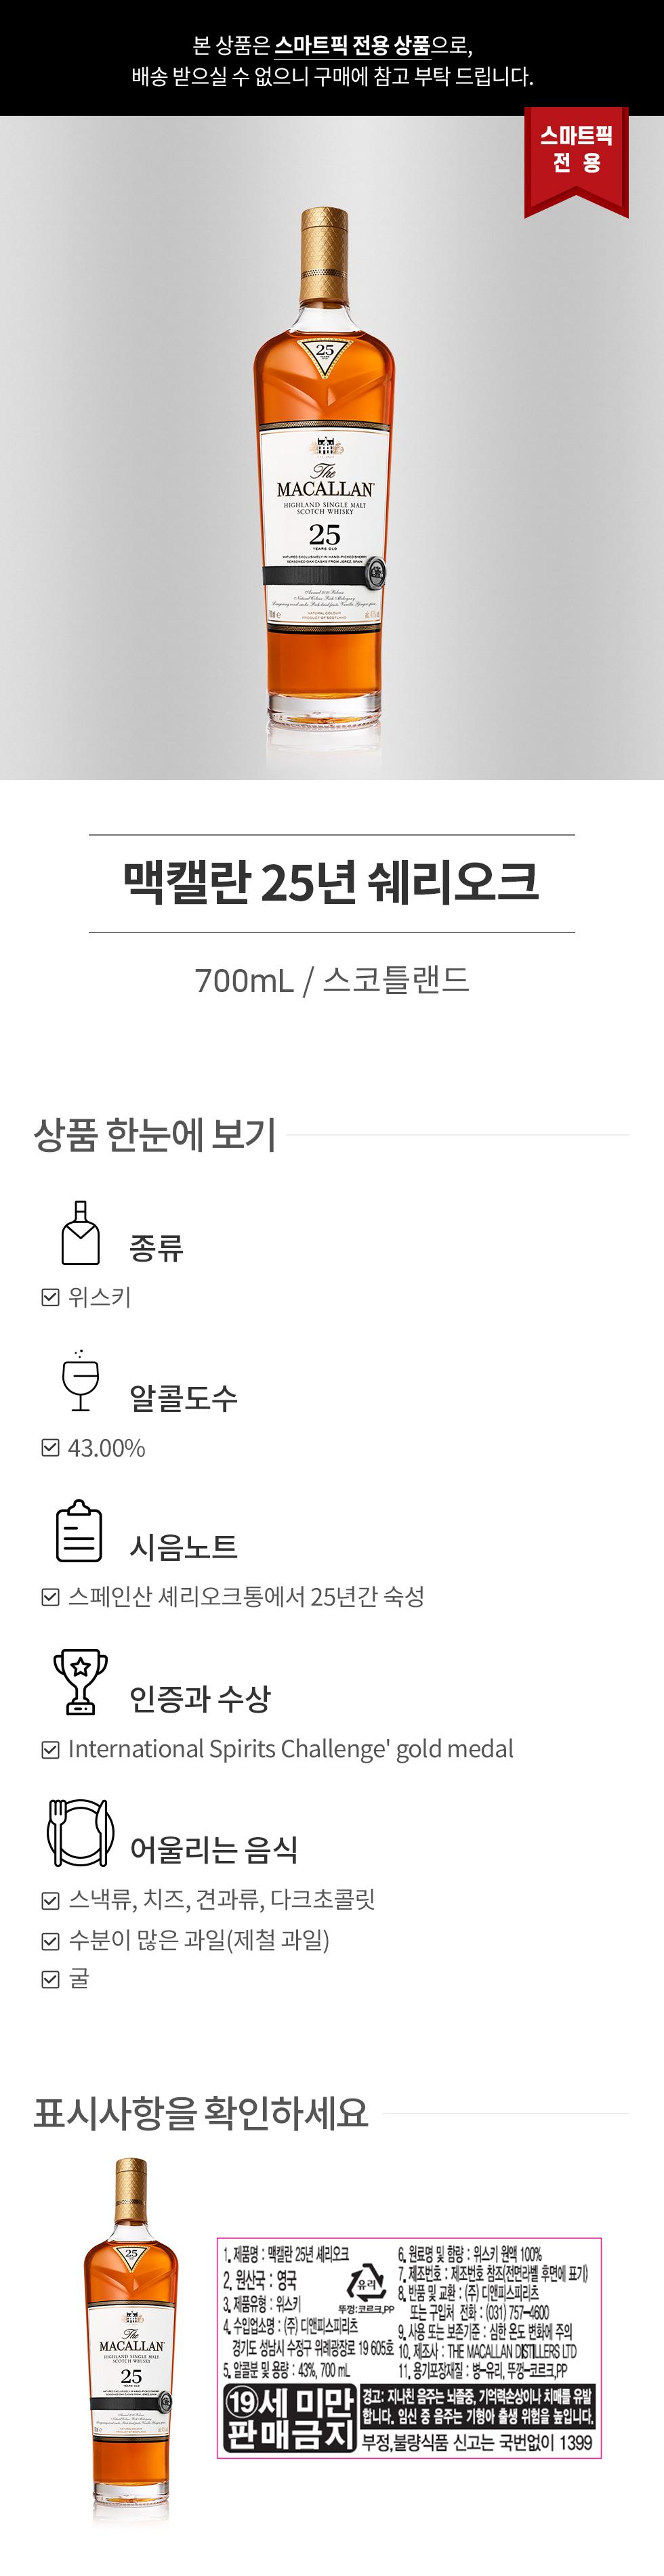 본 상품은 스마트픽 전용 상품으로,
배송 받으실 수 없으니 구매에 참고 부탁 드립니다.
스마트픽
전 용
25
The
MACALLAN
HIGHLAND SINGLE MALT
SCOTCH WHISKY
25
YEARS OLD
MATURED EXCLUSIVELY IN HAND-PICKED SHERRY
SEASONED OAK CASKS FROM JEREZ, SPAIN
NATURAL COLOUR
PRODUCT OF SCOTLAND
맥캘란 25년 쉐리오크
700mL / 스코틀랜드
상품 한눈에 보기
종류
위스키
알콜도수
43.00%
시음노트
스페인산 셰리오크통에서 25년간 숙성
인증과 수상
International Spirits Challenge' gold medal
어울리는 음식
스낵류, 치즈, 견과류, 다크초콜릿
수분이 많은 과일(제철 과일)
굴
표시사항을 확인하세요
25
The
MACALLAN
HIGHLAND SINGLE MALT
SCOTCH WHISKY
25
YEARS OLD
1. 제품명 : 맥캘란 25년 셰리오크
2. 원산국 : 영국
3. 제품유형 : 위스키
4. 수입업소명 : (주) 디앤피스피리츠
경기도 성남시 수정구 위례광장로 19 605호
5. 알콜분 및 용량 : 43%, 700 mL
유리
뚜껑:코르크,PP
6. 원료명 및 함량 : 위스키 원액 100%
7. 제조번호 : 제조번호 참조(전면라벨 후면에 표기)
8. 반품 및 교환 : (주) 디앤피스피리츠
또는 구입처 전화 : (031) 757-4600
9. 사용 또는 보존기준 : 심한 온도 변화에 주의
10. 제조사 : THE MACALLAN DISTILLERS LTD
11. 용기포장재질 : 병-유리, 뚜껑-코르크,PP
19세 미만
판매금지
경고: 지나친 음주는 뇌졸중, 기억력손상이나 치매를 유발
합니다. 임신 중 음주는 기형아 출생 위험을 높입니다.
부정,불량식품 신고는 국번없이 1399